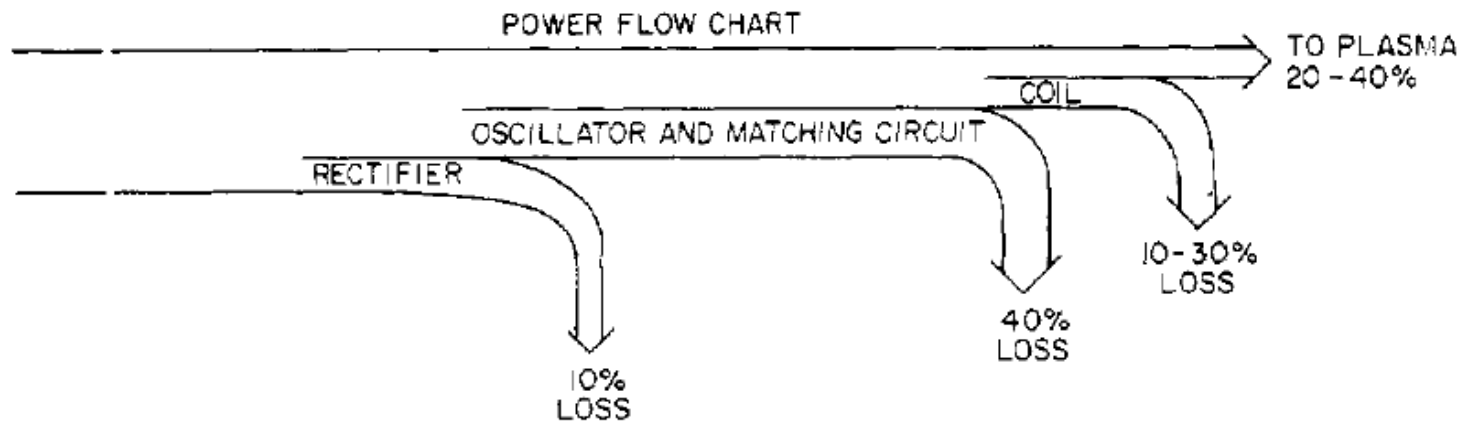 POWER FLOW CHART
TO PLASMA
20-40%
COIL
OSCILLATOR AND MATCHING CIRCUIT
RECTIFIER
10-30%
LOSS
40%
LOSS
10%
LOSS